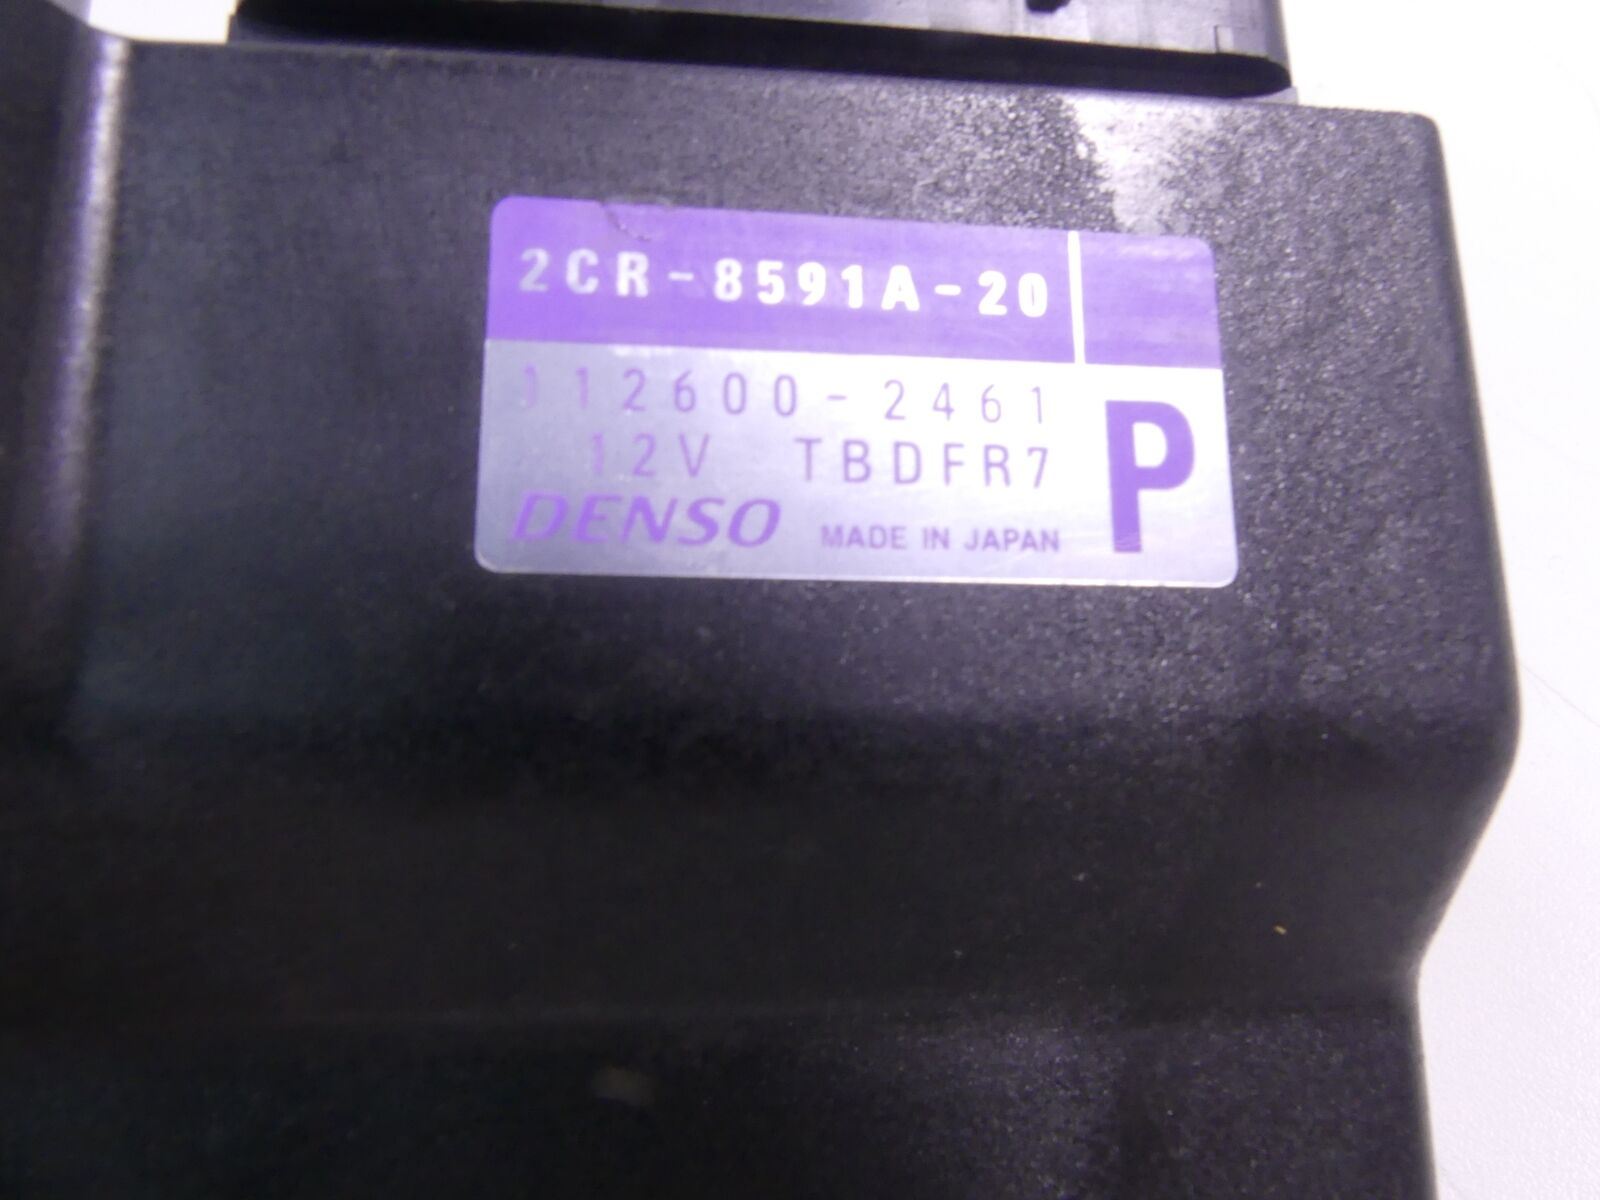 2CR-8591A-20
112600-2461
12V TBDFR7
P
DENSO MADE IN JAPAN